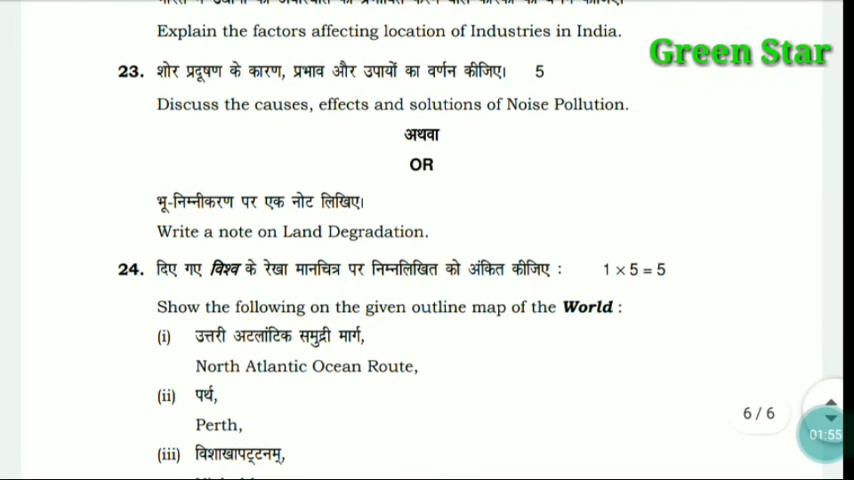 Explain the factors affecting location of Industries in India.
Green Star
23. शोर प्रदूषण के कारण, प्रभाव और उपायों का वर्णन कीजिए। 5
Discuss the causes, effects and solutions of Noise Pollution.
अथवा
OR
भू-निम्नीकरण पर एक नोट लिखिए।
Write a note on Land Degradation.
24. दिए गए विश्व के रेखा मानचित्र पर निम्नलिखित को अंकित कीजिए : 1 × 5 = 5
Show the following on the given outline map of the World :
(i) उत्तरी अटलांटिक समुद्री मार्ग,
North Atlantic Ocean Route,
(ii) पर्थ,
Perth,
6 / 6
01:55
(iii) विशाखापट्टनम्,